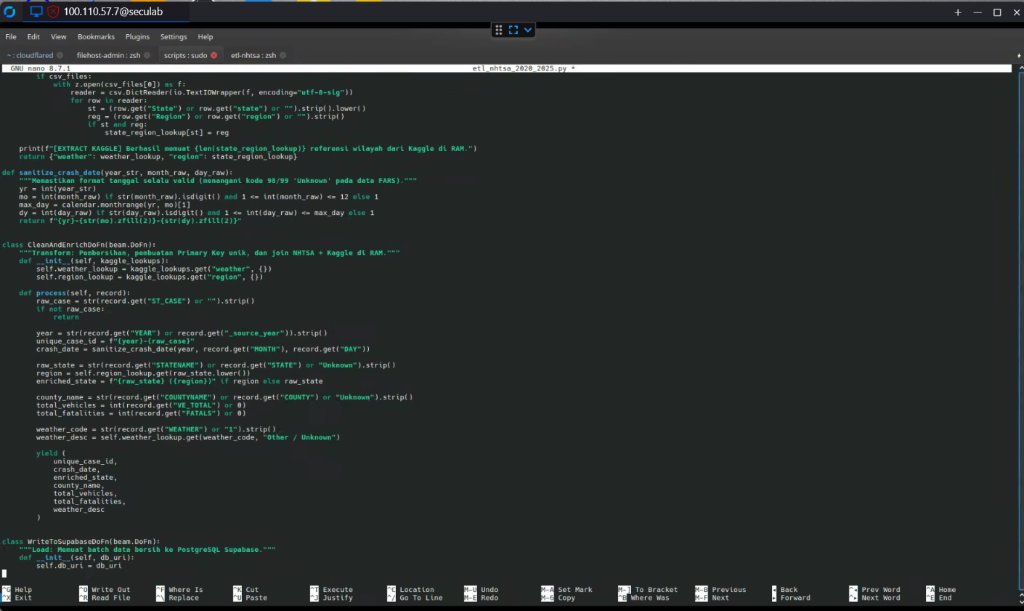 100.110.57.7@seculab
File Edit View Bookmarks Plugins Settings Help
~ : cloudflared filehost-admin : zsh scripts : sudo etl-nhtsa : zsh
GNU nano 8.7.1 etl_nhtsa_2020_2025.py *
if csv_files:
with z.open(csv_files[0]) as f:
reader = csv.DictReader(io.TextIOWrapper(f, encoding="utf-8-sig"))
for row in reader:
st = (row.get("State") or row.get("state") or "").strip().lower()
reg = (row.get("Region") or row.get("region") or "").strip()
if st and reg:
state_region_lookup[st] = reg
print(f"[EXTRACT KAGGLE] Berhasil memuat {len(state_region_lookup)} referensi wilayah dari Kaggle di RAM.")
return {"weather": weather_lookup, "region": state_region_lookup}
def sanitize_crash_date(year_str, month_raw, day_raw):
"""Memastikan format tanggal selalu valid (menangani kode 98/99 'Unknown' pada data FARS)."""
yr = int(year_str)
mo = int(month_raw) if str(month_raw).isdigit() and 1 <= int(month_raw) <= 12 else 1
max_day = calendar.monthrange(yr, mo)[1]
dy = int(day_raw) if str(day_raw).isdigit() and 1 <= int(day_raw) <= max_day else 1
return f"{yr}-{str(mo).zfill(2)}-{str(dy).zfill(2)}"
class CleanAndEnrichDoFn(beam.DoFn):
"""Transform: Pembersihan, pembuatan Primary Key unik, dan join NHTSA + Kaggle di RAM."""
def __init__(self, kaggle_lookups):
self.weather_lookup = kaggle_lookups.get("weather", {})
self.region_lookup = kaggle_lookups.get("region", {})
def process(self, record):
raw_case = str(record.get("ST_CASE") or "").strip()
if not raw_case:
return
year = str(record.get("YEAR") or record.get("_source_year")).strip()
unique_case_id = f"{year}-{raw_case}"
crash_date = sanitize_crash_date(year, record.get("MONTH"), record.get("DAY"))
raw_state = str(record.get("STATENAME") or record.get("STATE") or "Unknown").strip()
region = self.region_lookup.get(raw_state.lower())
enriched_state = f"{raw_state} ({region})" if region else raw_state
county_name = str(record.get("COUNTYNAME") or record.get("COUNTY") or "Unknown").strip()
total_vehicles = int(record.get("VE_TOTAL") or 0)
total_fatalities = int(record.get("FATALS") or 0)
weather_code = str(record.get("WEATHER") or "1").strip()
weather_desc = self.weather_lookup.get(weather_code, "Other / Unknown")
yield (
unique_case_id,
crash_date,
enriched_state,
county_name,
total_vehicles,
total_fatalities,
weather_desc
)
class WriteToSupabaseDoFn(beam.DoFn):
"""Load: Memuat batch data bersih ke PostgreSQL Supabase."""
def __init__(self, db_uri):
self.db_uri = db_uri
^G Help ^O Write Out ^F Where Is ^K Cut ^T Execute ^C Location M-U Undo M-A Set Mark M-] To Bracket M-B Previous Back Prev Word ^A Home
^X Exit ^R Read File ^\ Replace ^U Paste ^J Justify ^/ Go To Line M-E Redo M-6 Copy ^B Where Was M-F Next Forward Next Word ^E End